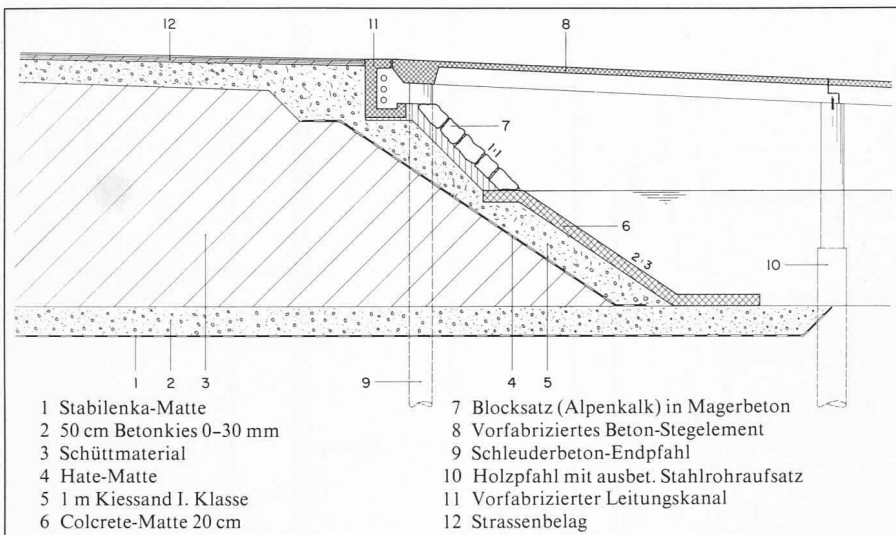 12 11 8
7
1:1
6
2:3
10
1 2 3 9 4 5
1 Stabilenka-Matte
2 50 cm Betonkies 0–30 mm
3 Schüttmaterial
4 Hate-Matte
5 1 m Kiessand I. Klasse
6 Colcrete-Matte 20 cm
7 Blocksatz (Alpenkalk) in Magerbeton
8 Vorfabriziertes Beton-Stegelement
9 Schleuderbeton-Endpfahl
10 Holzpfahl mit ausbet. Stahlrohraufsatz
11 Vorfabrizierter Leitungskanal
12 Strassenbelag